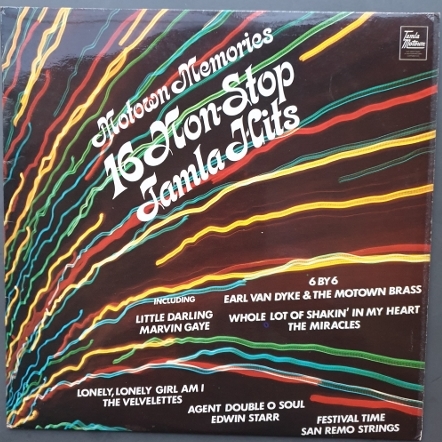 Tamla
Motown
Motown Memories
16 Non-Stop
Tamla Hits
INCLUDING
LITTLE DARLING
MARVIN GAYE
6 BY 6
EARL VAN DYKE & THE MOTOWN BRASS
WHOLE LOT OF SHAKIN' IN MY HEART
THE MIRACLES
LONELY, LONELY GIRL AM I
THE VELVELETTES
AGENT DOUBLE O SOUL
EDWIN STARR
FESTIVAL TIME
SAN REMO STRINGS